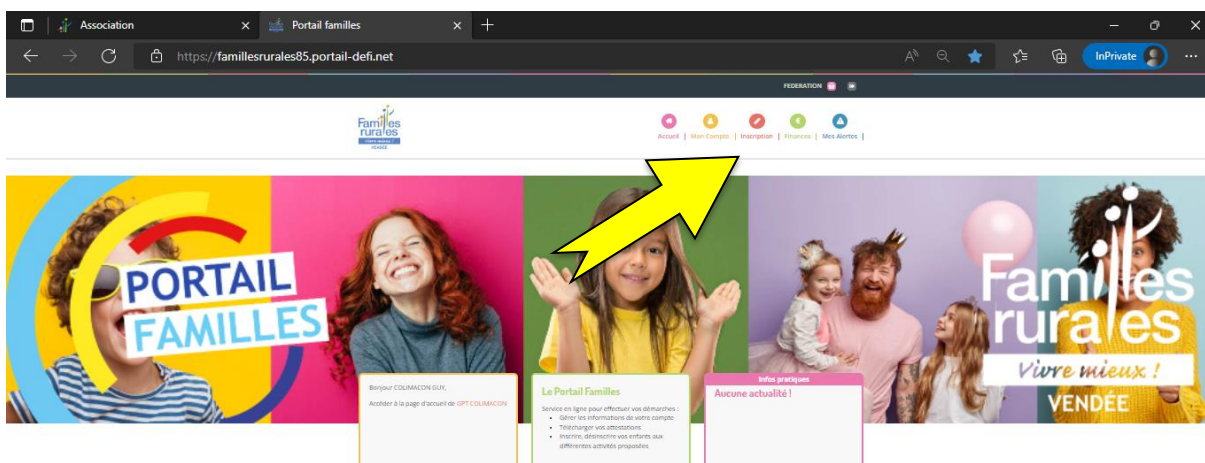 Association
Portail familles
https://famillesrurales85.portail-defi.net
InPrivate
FEDERATION
Familles
rurales
Vivre mieux !
VENDÉE
Accueil | Mon Compte | Inscription | Finances | Mes Alertes |
PORTAIL
FAMILLES
Familles
rurales
Vivre mieux !
VENDÉE
Bonjour COLIMACON GUY,
Accéder à la page d'accueil de GPT COLIMACON
Le Portail Familles
Service en ligne pour effectuer vos démarches :
• Gérer les informations de votre compte
• Télécharger vos attestations
• Inscrire, désinscrire vos enfants aux
différentes activités proposées
Infos pratiques
Aucune actualité !